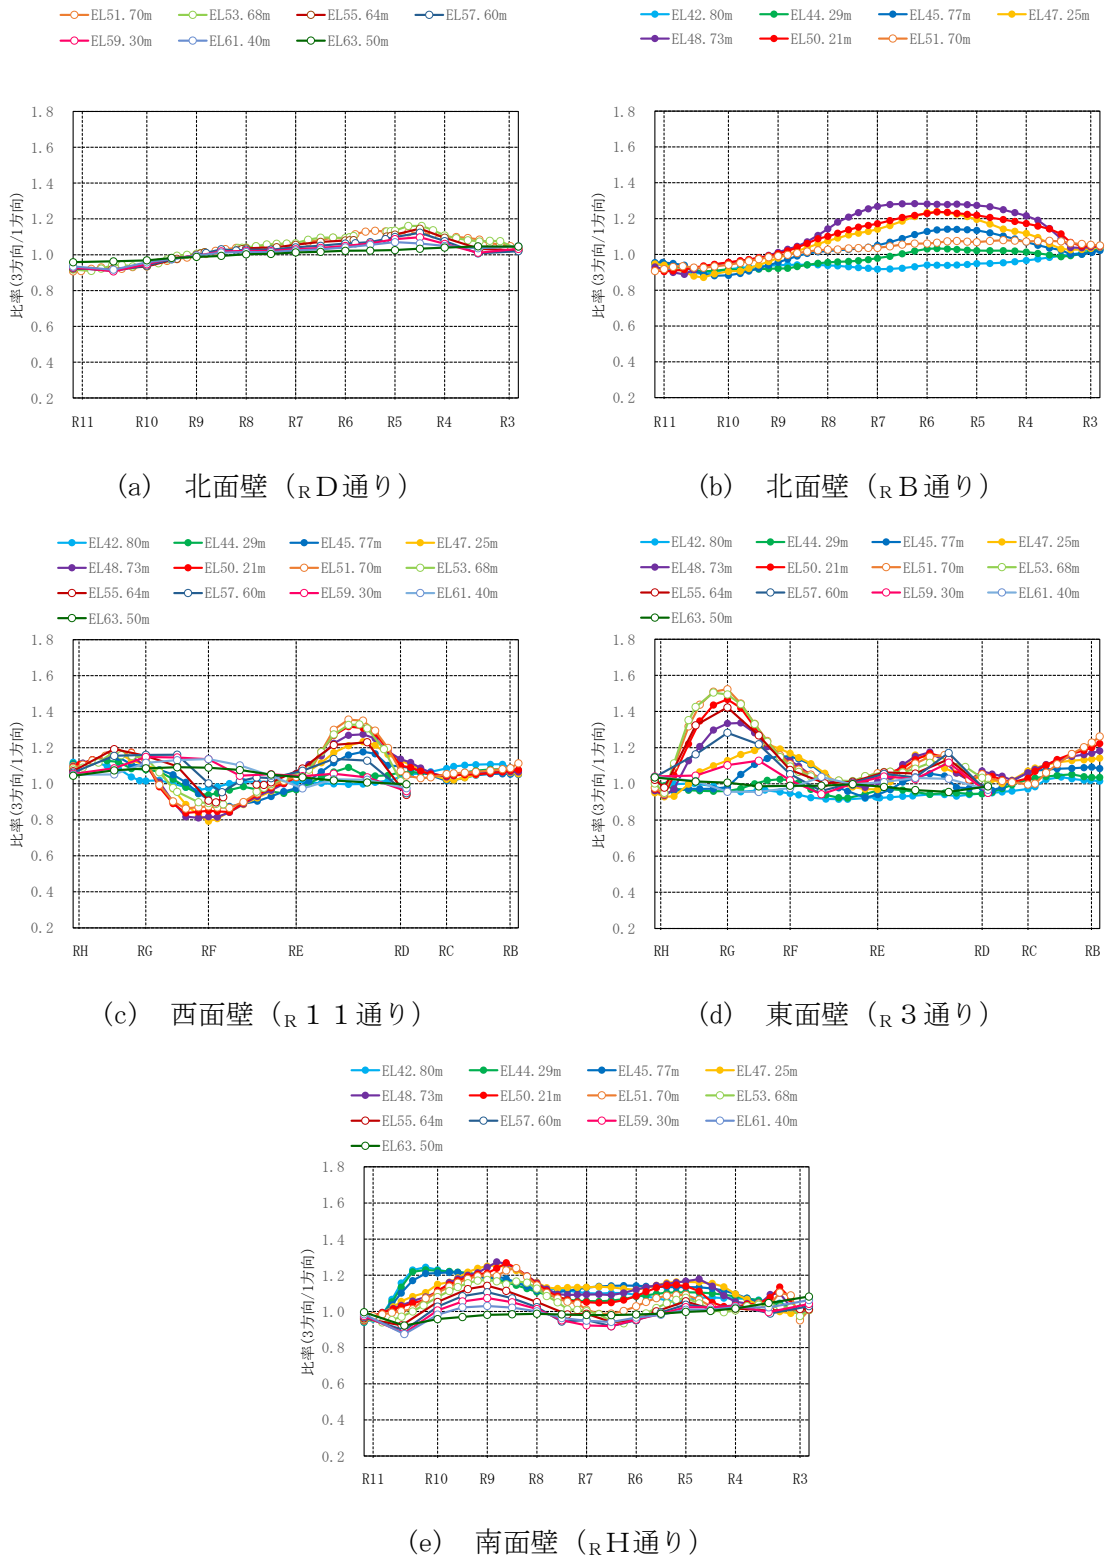 EL51.70m EL53.68m EL55.64m EL57.60m
EL59.30m EL61.40m EL63.50m
比率(3方向/1方向)
1.8
1.6
1.4
1.2
1.0
0.8
0.6
0.4
0.2
R11 R10 R9 R8 R7 R6 R5 R4 R3
(a) 北面壁（RD通り）
EL42.80m EL44.29m EL45.77m EL47.25m
EL48.73m EL50.21m EL51.70m
比率(3方向/1方向)
1.8
1.6
1.4
1.2
1.0
0.8
0.6
0.4
0.2
R11 R10 R9 R8 R7 R6 R5 R4 R3
(b) 北面壁（RB通り）
EL42.80m EL44.29m EL45.77m EL47.25m
EL48.73m EL50.21m EL51.70m EL53.68m
EL55.64m EL57.60m EL59.30m EL61.40m
EL63.50m
比率(3方向/1方向)
1.8
1.6
1.4
1.2
1.0
0.8
0.6
0.4
0.2
RH RG RF RE RD RC RB
(c) 西面壁（R１１通り）
EL42.80m EL44.29m EL45.77m EL47.25m
EL48.73m EL50.21m EL51.70m EL53.68m
EL55.64m EL57.60m EL59.30m EL61.40m
EL63.50m
比率(3方向/1方向)
1.8
1.6
1.4
1.2
1.0
0.8
0.6
0.4
0.2
RH RG RF RE RD RC RB
(d) 東面壁（R３通り）
EL42.80m EL44.29m EL45.77m EL47.25m
EL48.73m EL50.21m EL51.70m EL53.68m
EL55.64m EL57.60m EL59.30m EL61.40m
EL63.50m
比率(3方向/1方向)
1.8
1.6
1.4
1.2
1.0
0.8
0.6
0.4
0.2
R11 R10 R9 R8 R7 R6 R5 R4 R3
(e) 南面壁（RH通り）